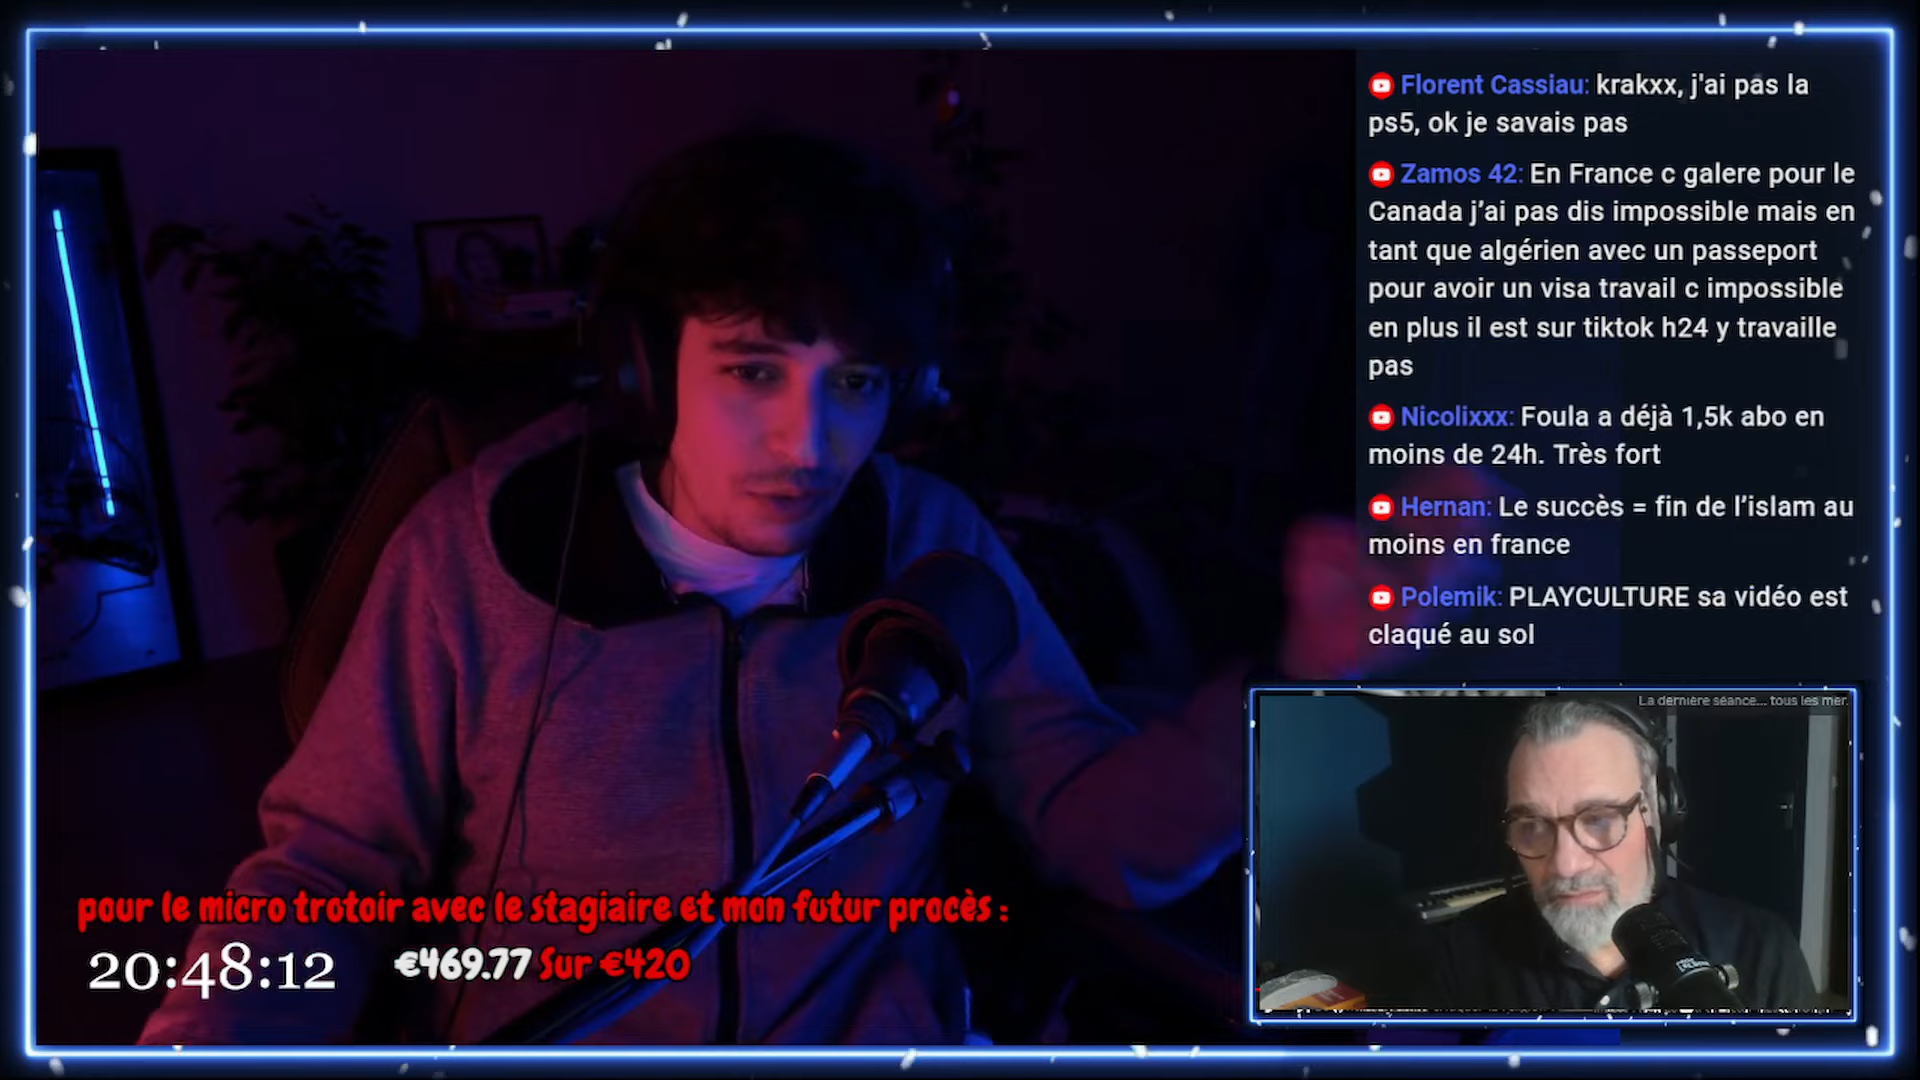 Florent Cassiau: krakxx, j'ai pas la
ps5, ok je savais pas
Zamos 42: En France c galere pour le
Canada j’ai pas dis impossible mais en
tant que algérien avec un passeport
pour avoir un visa travail c impossible
en plus il est sur tiktok h24 y travaille
pas
Nicolixxx: Foula a déjà 1,5k abo en
moins de 24h. Très fort
Hernan: Le succès = fin de l’islam au
moins en france
Polemik: PLAYCULTURE sa vidéo est
claqué au sol
La dernière séance... tous les mer.
pour le micro trotoir avec le stagiaire et mon futur procès :
20:48:12
€469.77 Sur €420